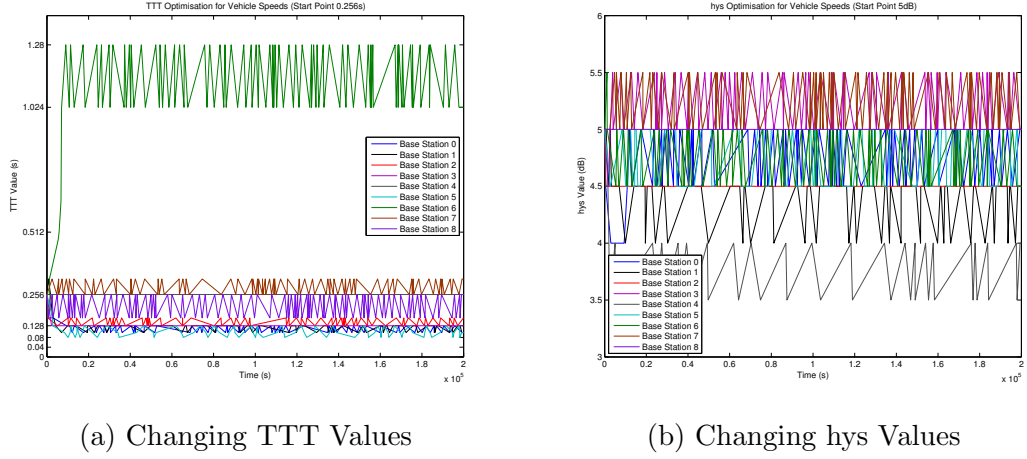 TTT Optimisation for Vehicle Speeds (Start Point 0.256s)
1.28
1.024
0.512
0.256
0.128
0.08
0.04
0
TTT Value (s)
Base Station 0
Base Station 1
Base Station 2
Base Station 3
Base Station 4
Base Station 5
Base Station 6
Base Station 7
Base Station 8
0 0.2 0.4 0.6 0.8 1 1.2 1.4 1.6 1.8 2
Time (s)
x 10^5
(a) Changing TTT Values
hys Optimisation for Vehicle Speeds (Start Point 5dB)
6
5.5
5
4.5
4
3.5
3
hys Value (dB)
Base Station 0
Base Station 1
Base Station 2
Base Station 3
Base Station 4
Base Station 5
Base Station 6
Base Station 7
Base Station 8
0 0.2 0.4 0.6 0.8 1 1.2 1.4 1.6 1.8 2
Time (s)
x 10^5
(b) Changing hys Values